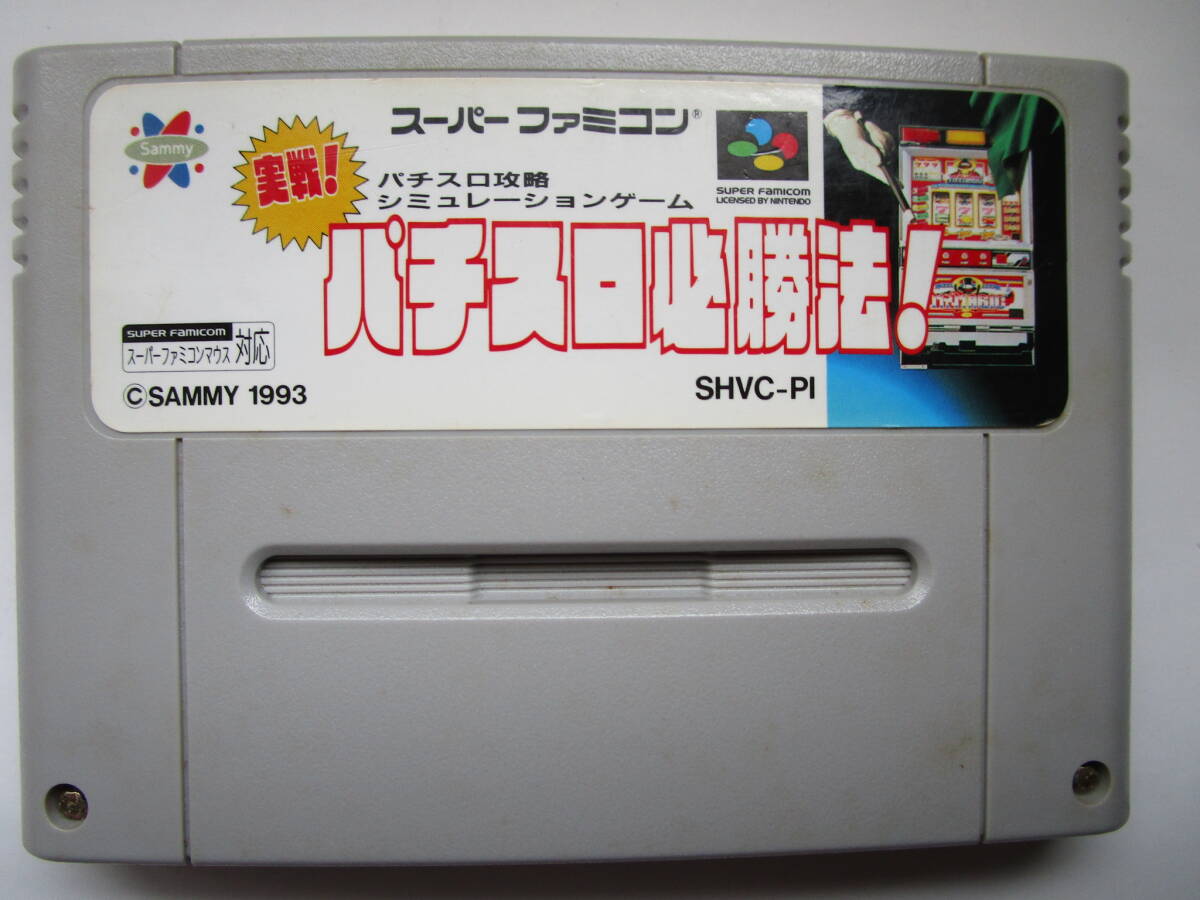 Sammy
スーパーファミコン®
実戦!
パチスロ攻略
シミュレーションゲーム
SUPER FAMICOM
LICENSED BY NINTENDO
パチスロ必勝法!
SUPER FAMICOM
スーパーファミコンマウス 対応
©SAMMY 1993
SHVC-PI